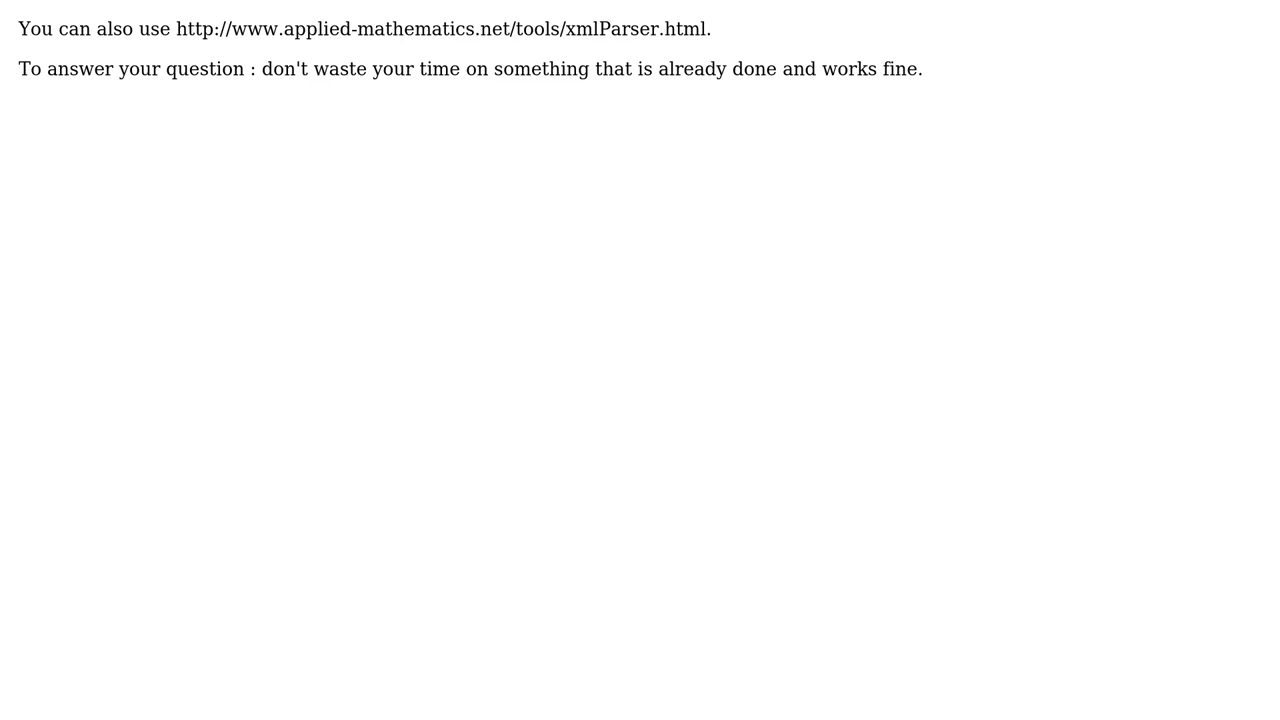 You can also use http://www.applied-mathematics.net/tools/xmlParser.html.
To answer your question : don't waste your time on something that is already done and works fine.